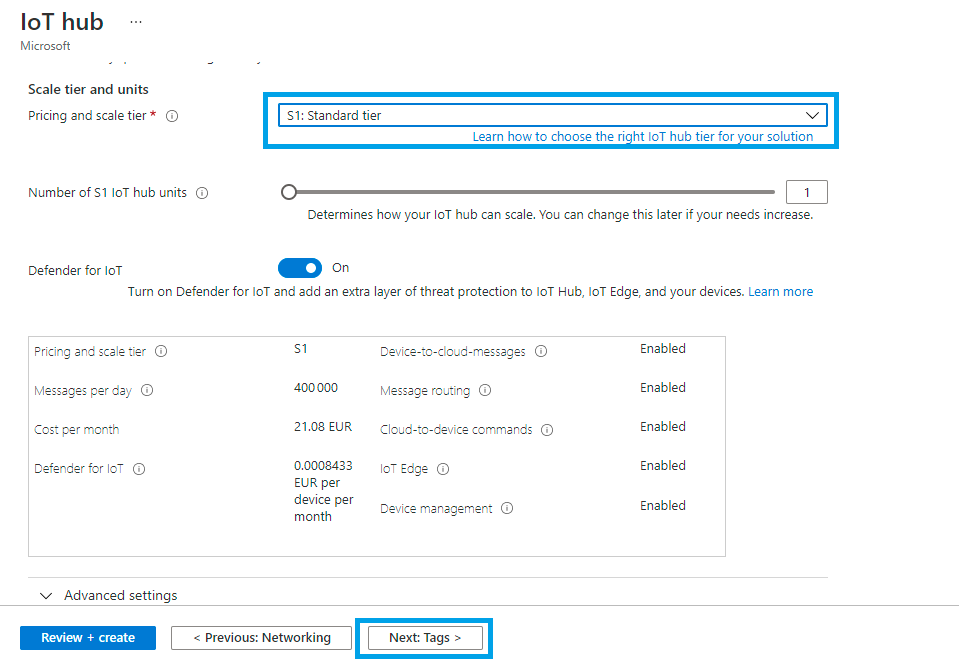 IoT hub ...
Microsoft
Scale tier and units
Pricing and scale tier *
S1: Standard tier
Learn how to choose the right IoT hub tier for your solution
Number of S1 IoT hub units
1
Determines how your IoT hub can scale. You can change this later if your needs increase.
Defender for IoT
On
Turn on Defender for IoT and add an extra layer of threat protection to IoT Hub, IoT Edge, and your devices. Learn more
Pricing and scale tier S1 Device-to-cloud-messages Enabled
Messages per day 400 000 Message routing Enabled
Cost per month 21.08 EUR Cloud-to-device commands Enabled
Defender for IoT 0.0008433 IoT Edge Enabled
EUR per
device per
month
Device management Enabled
Advanced settings
Review + create < Previous: Networking Next: Tags >